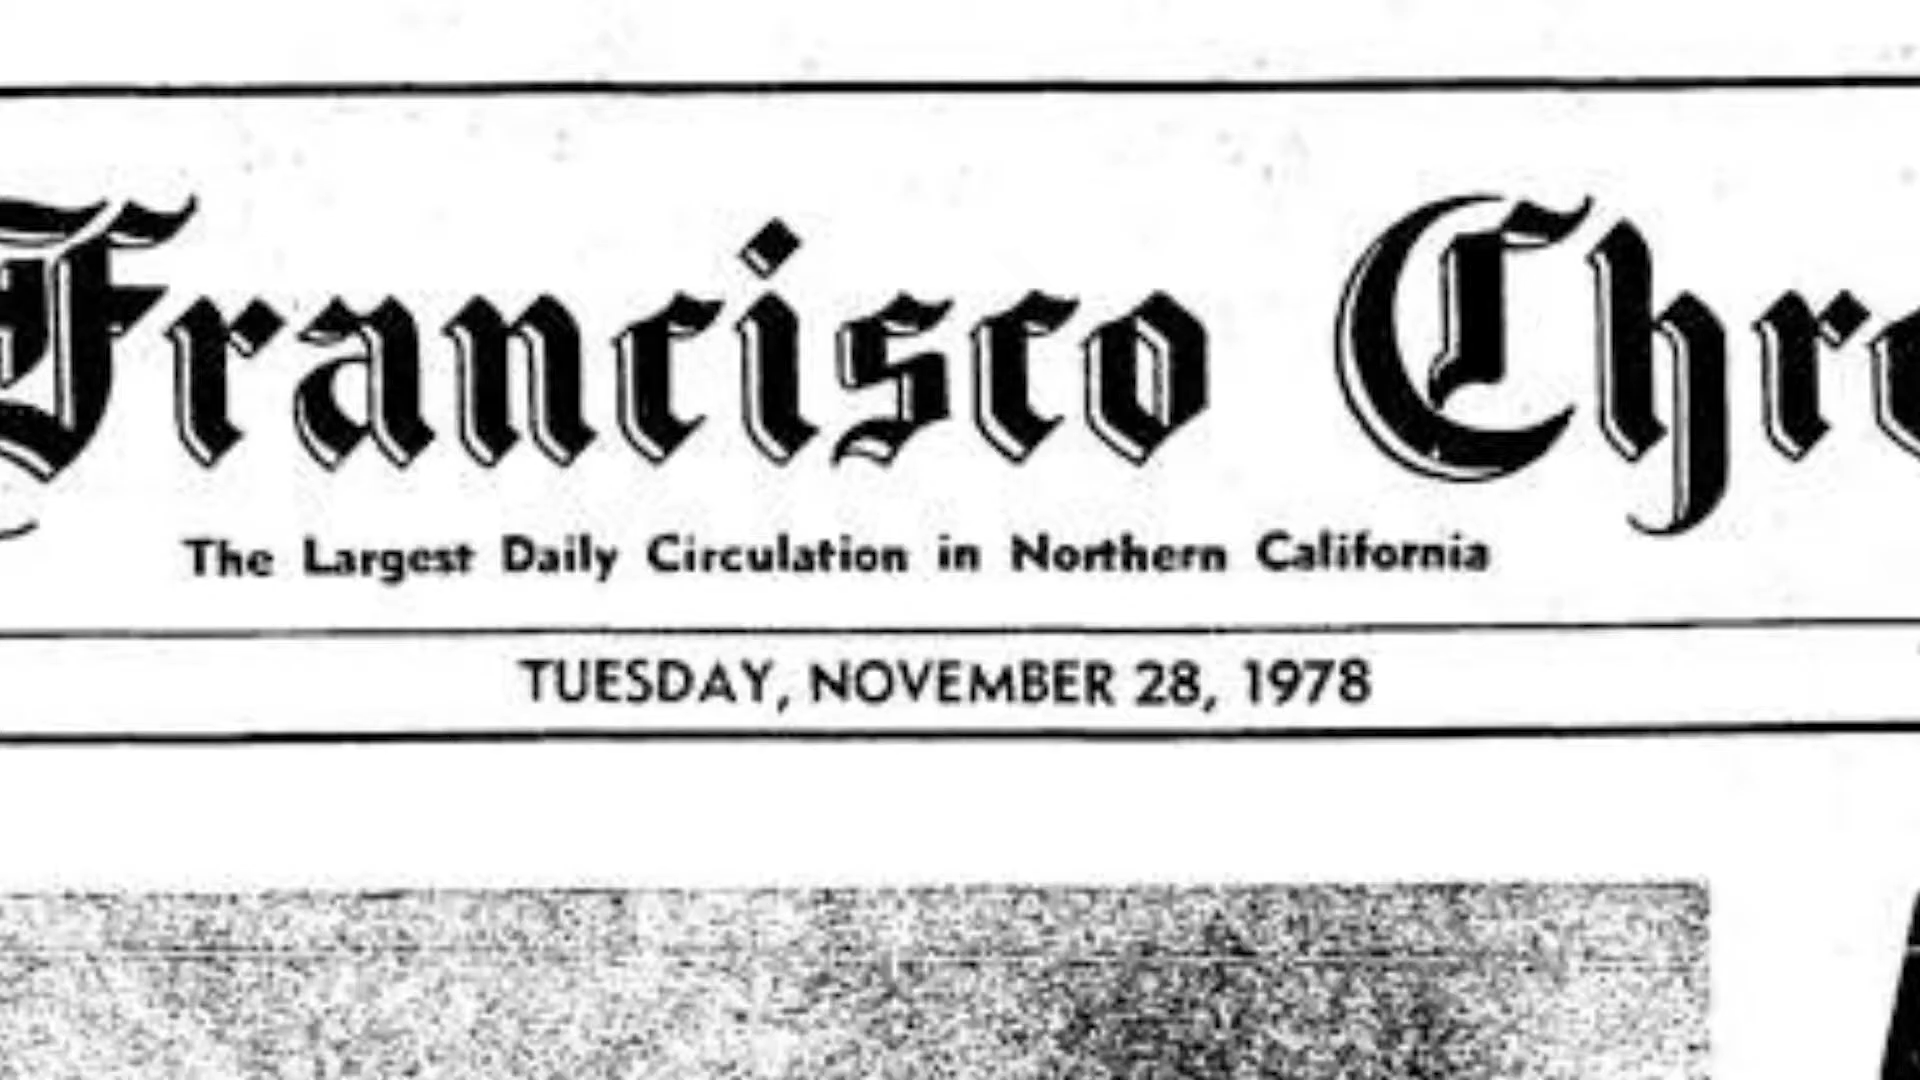 Francisco Chro
The Largest Daily Circulation in Northern California
TUESDAY, NOVEMBER 28, 1978